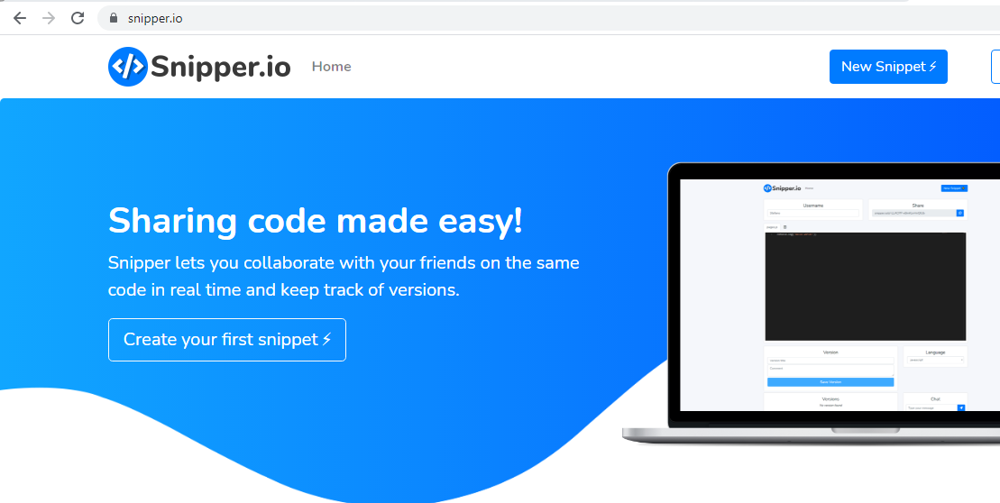 snipper.io
Snipper.io
Home
New Snippet ⚡
Sharing code made easy!
Snipper lets you collaborate with your friends on the same
code in real time and keep track of versions.
Create your first snippet ⚡
Snipper.io
Username
Share
Version
Language
Save Version
Versions
Chat